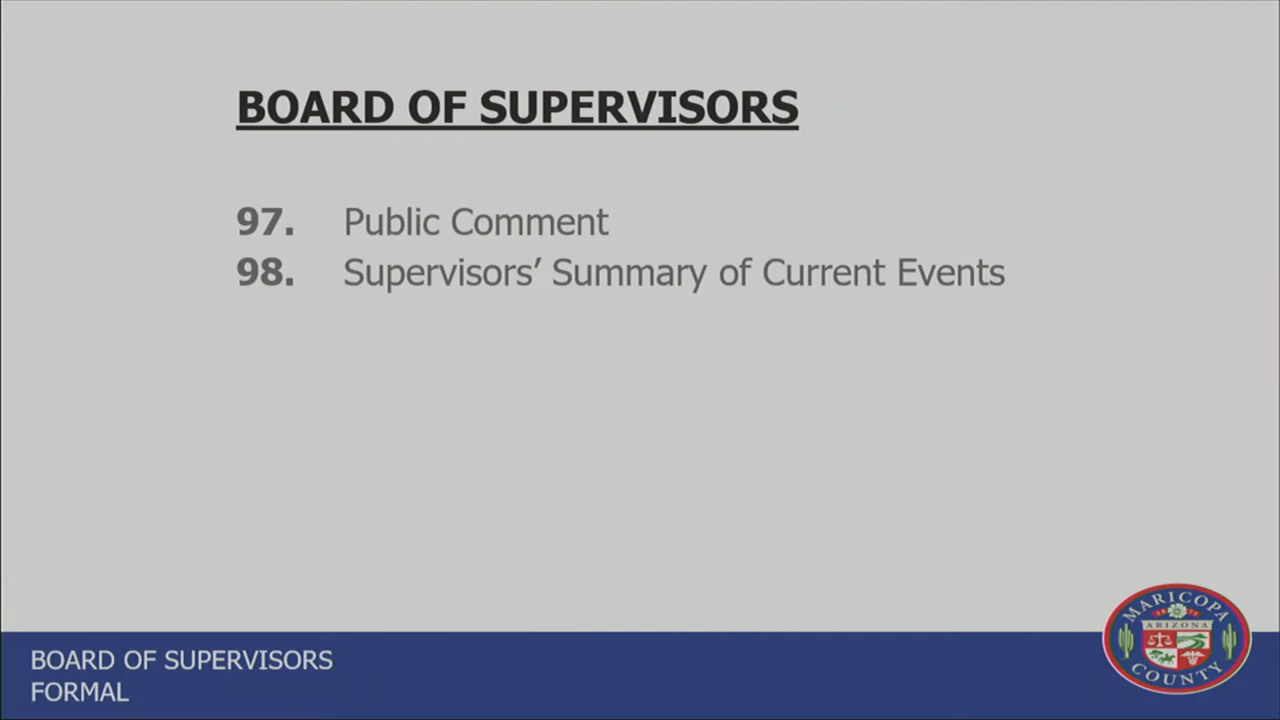 BOARD OF SUPERVISORS
97. Public Comment
98. Supervisors’ Summary of Current Events
BOARD OF SUPERVISORS
FORMAL
MARICOPA
ARIZONA
COUNTY